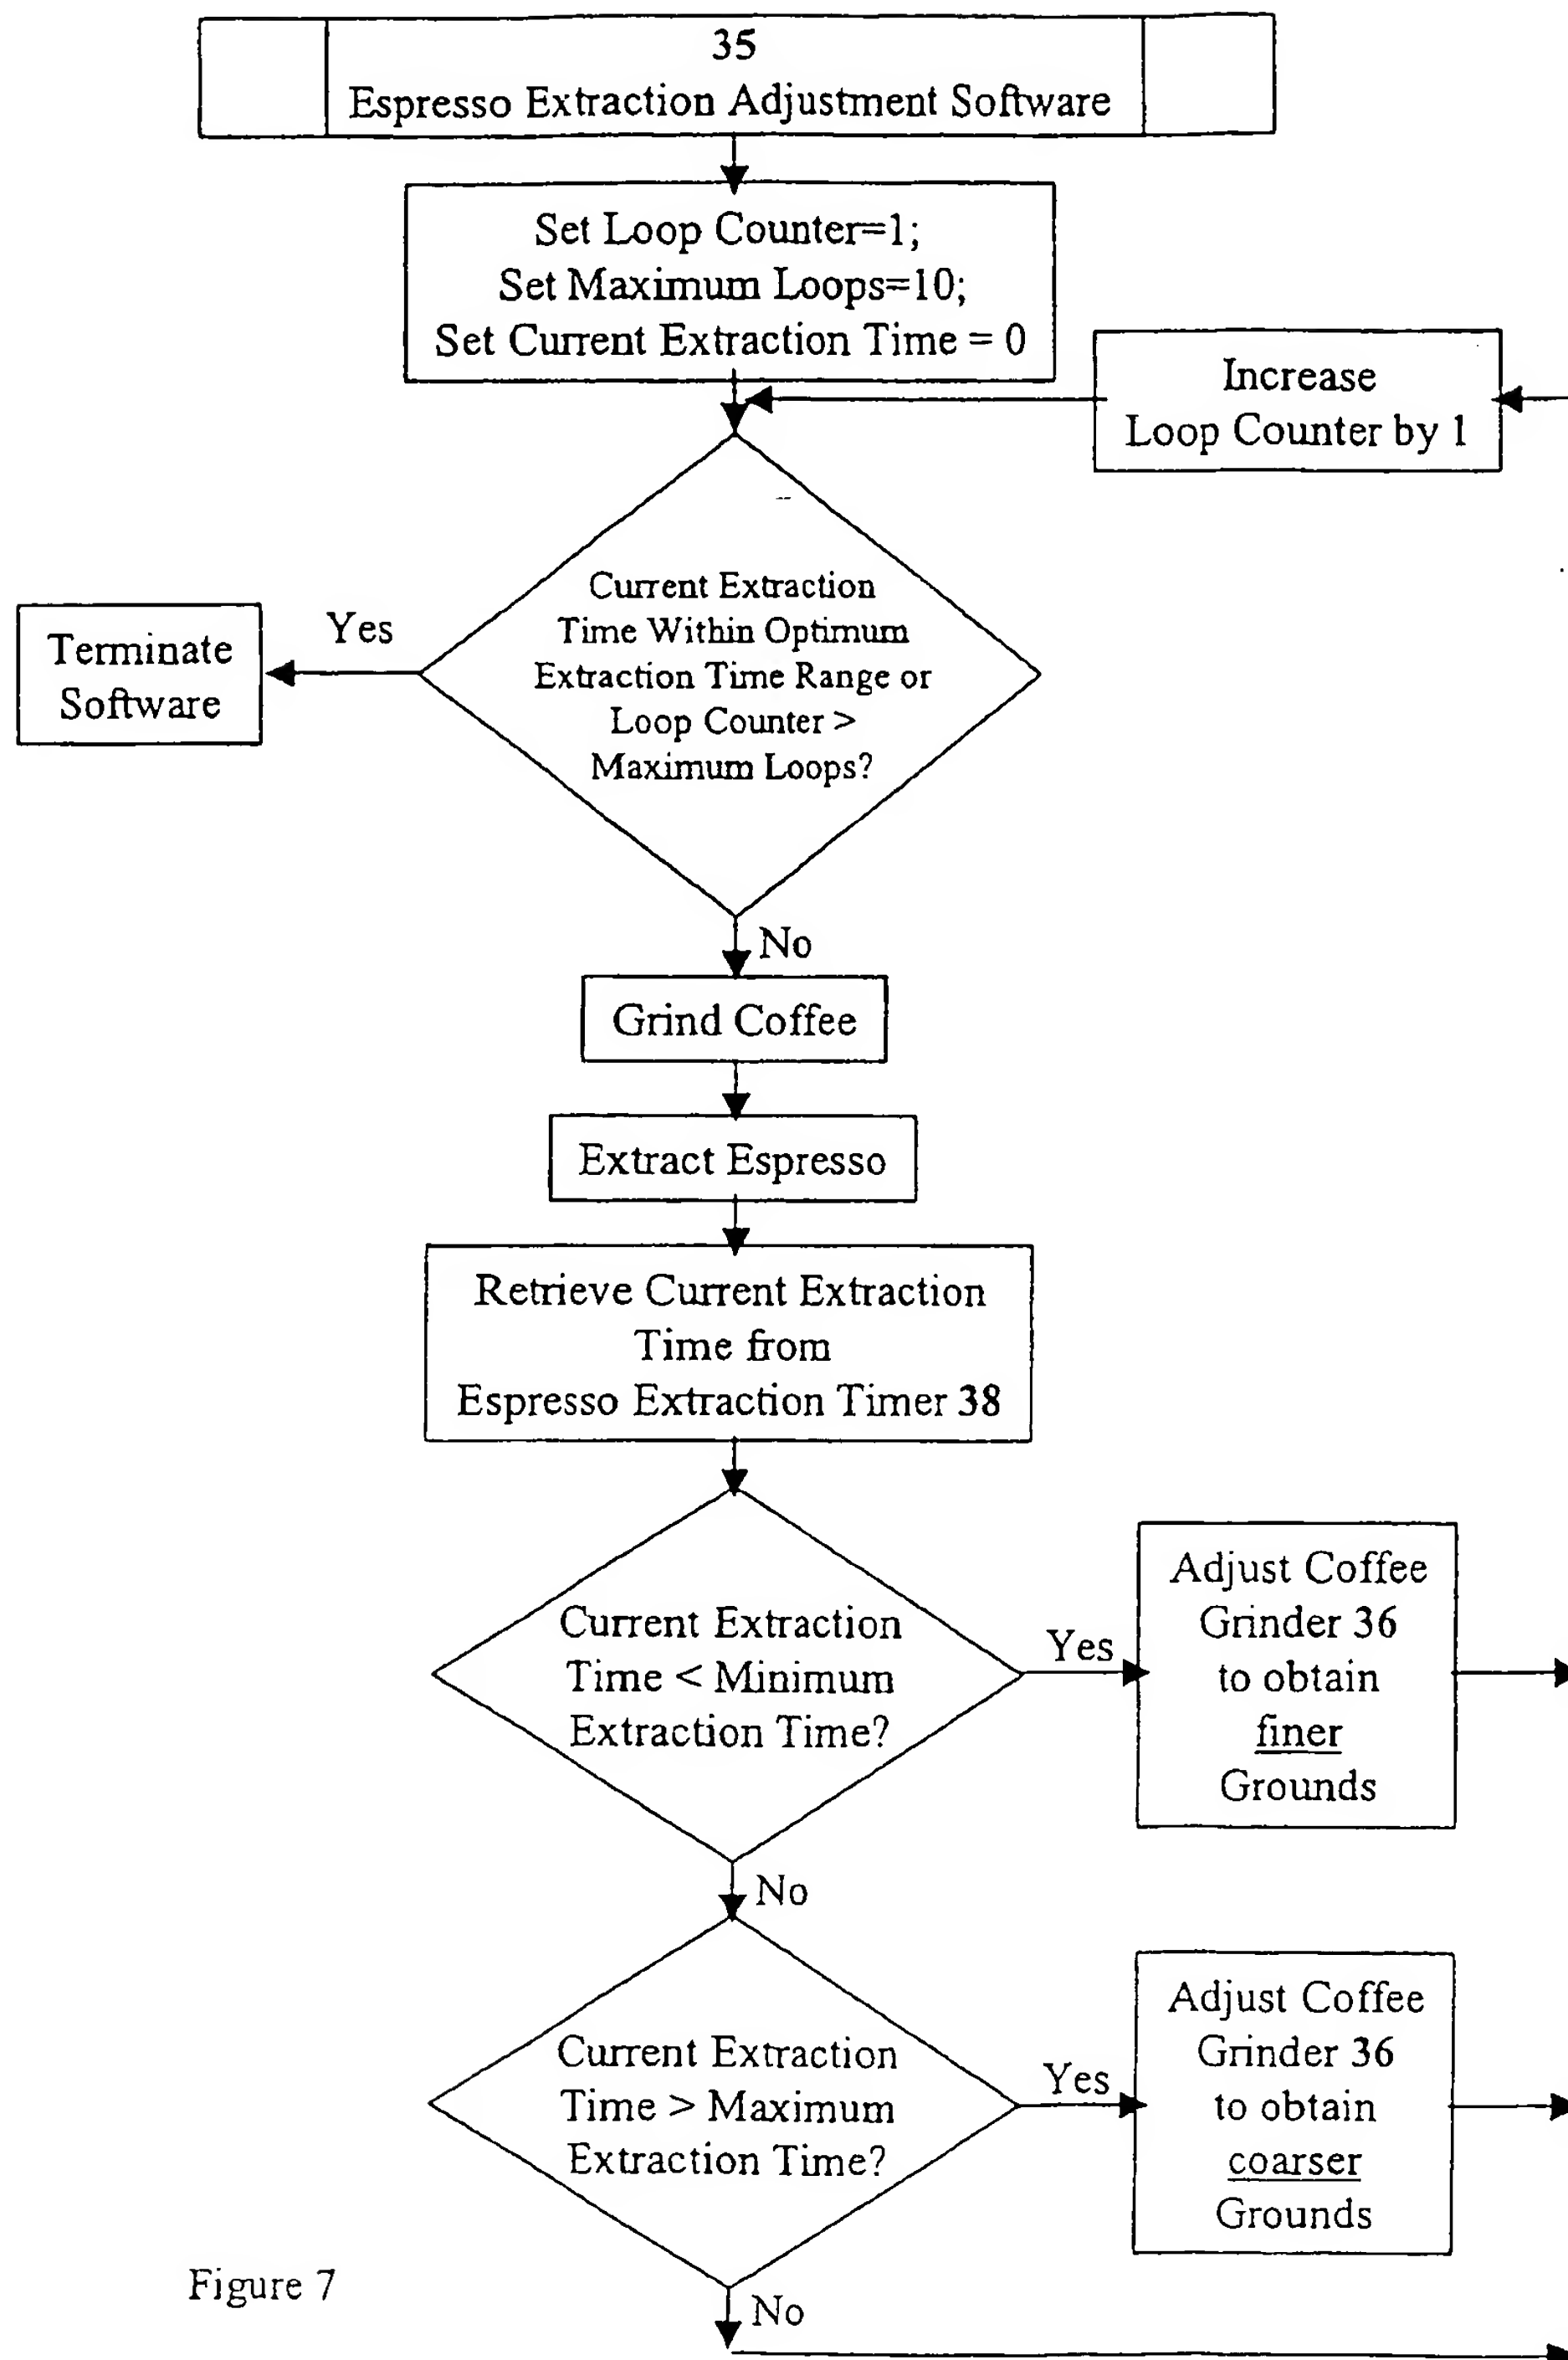 35
Espresso Extraction Adjustment Software
Set Loop Counter=1;
Set Maximum Loops=10;
Set Current Extraction Time = 0
Increase
Loop Counter by 1
Current Extraction
Time Within Optimum
Extraction Time Range or
Loop Counter >
Maximum Loops?
Yes
Terminate
Software
No
Grind Coffee
Extract Espresso
Retrieve Current Extraction
Time from
Espresso Extraction Timer 38
Current Extraction
Time < Minimum
Extraction Time?
Yes
Adjust Coffee
Grinder 36
to obtain
finer
Grounds
No
Current Extraction
Time > Maximum
Extraction Time?
Yes
Adjust Coffee
Grinder 36
to obtain
coarser
Grounds
No
Figure 7